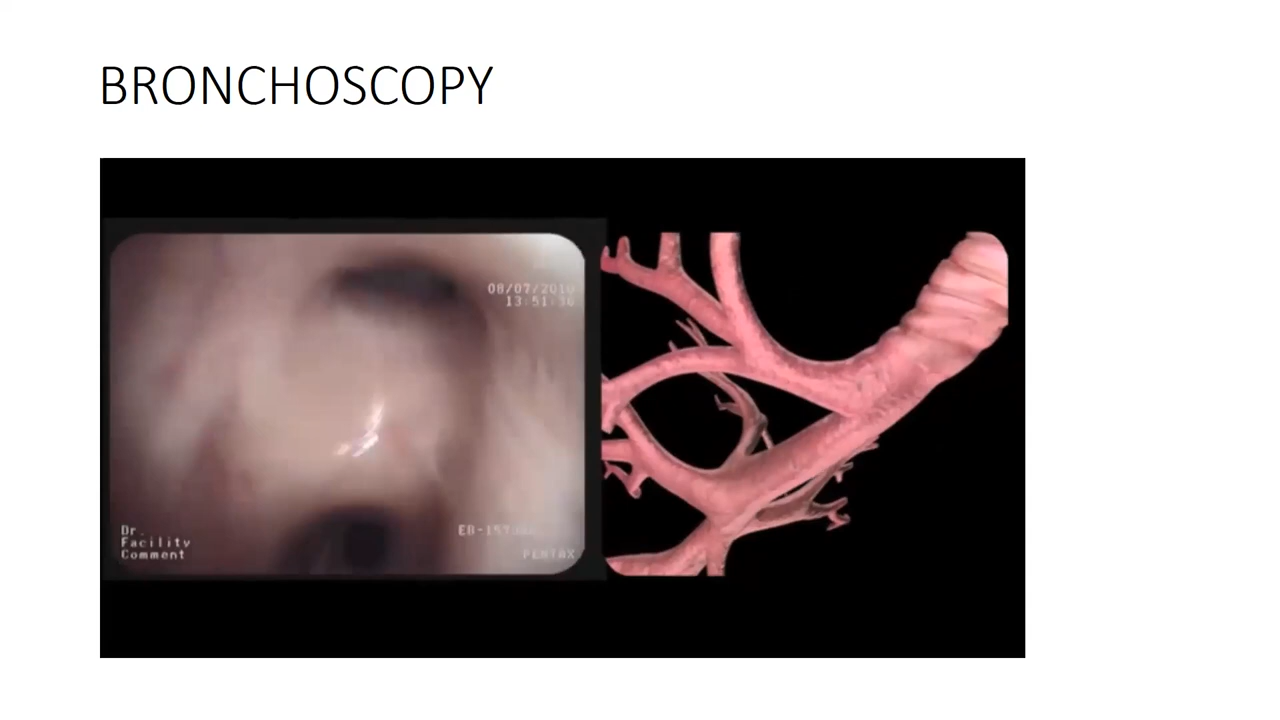 BRONCHOSCOPY
08/07/2010
13:51:36
Dr.
Facility
Comment
PENTAX